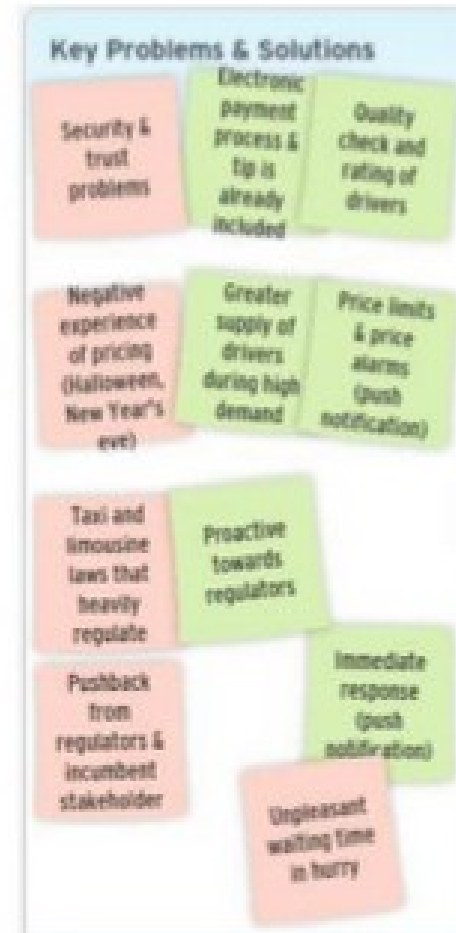 Key Problems & Solutions
Security &
trust
problems
Electronic
payment
process &
tip is
already
included
Quality
check and
rating of
drivers
Negative
experience
of pricing
(Halloween,
New Year's
eve)
Greater
supply of
drivers
during high
demand
Price limits
& price
alarms
(push
notification)
Taxi and
limousine
laws that
heavily
regulate
Proactive
towards
regulators
Pushback
from
regulators &
incumbent
stakeholder
Immediate
response
(push
notification)
Unpleasant
waiting time
in hurry